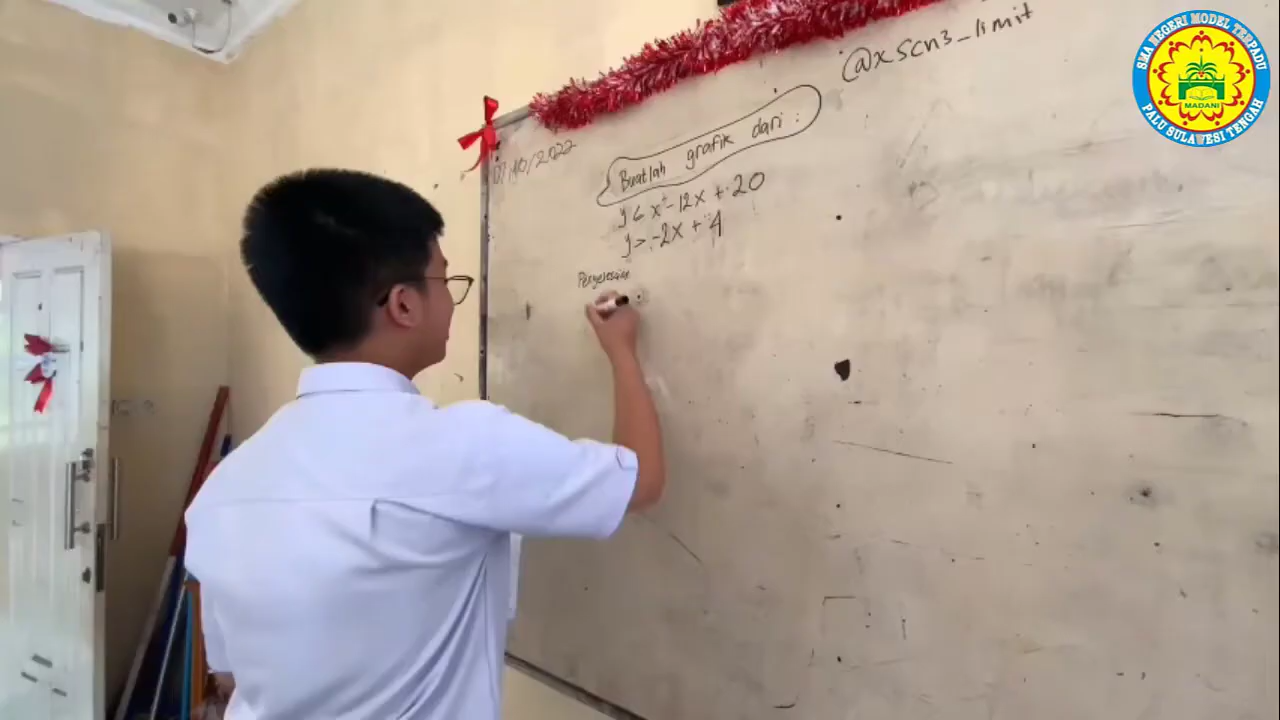 @xscn3_limit
07/10/2022
Buatlah grafik dari :
y < x² - 12x + 20
y > -2x + 4
Penyelesaian
SMA NEGERI MODEL TERPADU
MADANI
PALU SULAWESI TENGAH